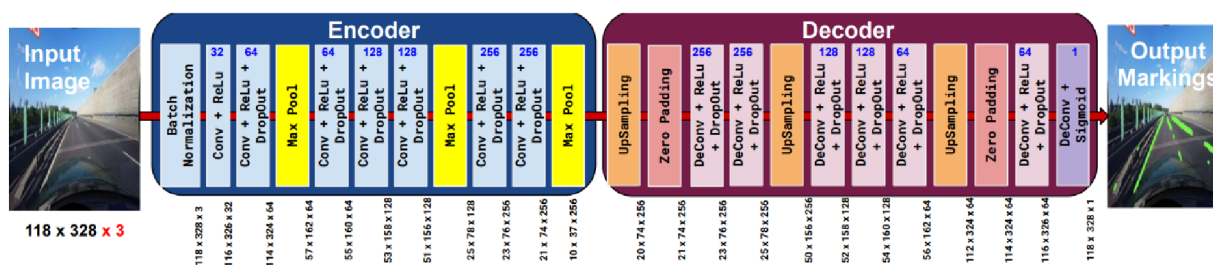 Input
Image
118 x 328 x 3
Encoder
Batch
Normalization
32
Conv + ReLu
64
Conv + ReLu +
DropOut
Max Pool
64
Conv + ReLu +
DropOut
128
Conv + ReLu +
DropOut
128
Conv + ReLu +
DropOut
Max Pool
256
Conv + ReLu +
DropOut
256
Conv + ReLu +
DropOut
Max Pool
118 x 328 x 3
116 x 326 x 32
114 x 324 x 64
57 x 162 x 64
55 x 160 x 64
53 x 158 x 128
51 x 156 x 128
25 x 78 x 128
23 x 76 x 256
21 x 74 x 256
10 x 37 x 256
Decoder
UpSampling
Zero Padding
256
DeConv + ReLu
+ DropOut
256
DeConv + ReLu
+ DropOut
UpSampling
128
DeConv + ReLu
+ DropOut
128
DeConv + ReLu
+ DropOut
64
DeConv + ReLu
+ DropOut
UpSampling
Zero Padding
64
DeConv + ReLu
+ DropOut
1
DeConv +
Sigmoid
20 x 74 x 256
21 x 74 x 256
23 x 76 x 256
25 x 78 x 256
50 x 156 x 256
52 x 158 x 128
54 x 160 x 128
56 x 162 x 64
112 x 324 x 64
114 x 324 x 64
116 x 326 x 64
118 x 328 x 1
Output
Markings